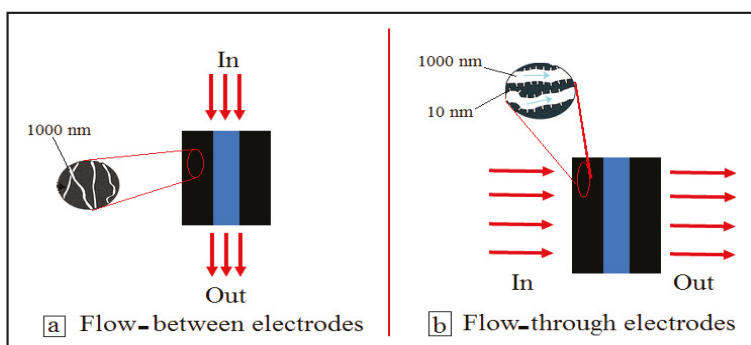 In
1000 nm
Out
a Flow-between electrodes
1000 nm
10 nm
In
Out
b Flow-through electrodes